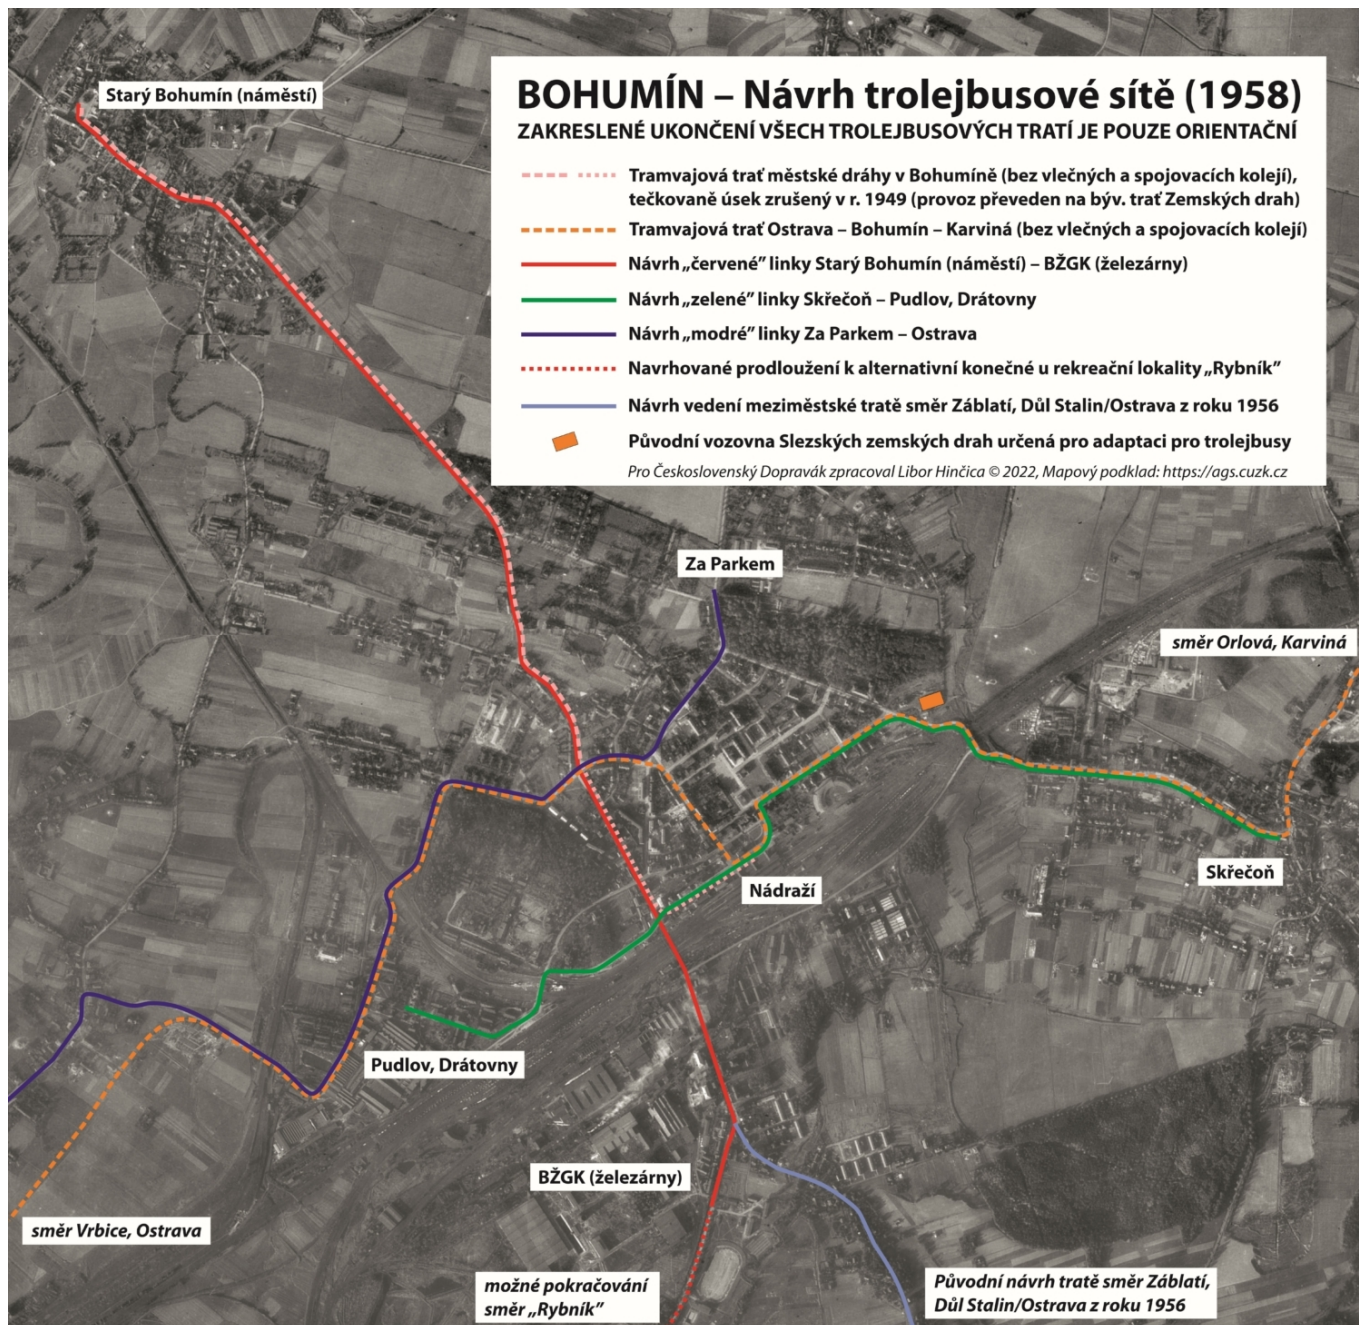 Starý Bohumín (náměstí)
BOHUMÍN – Návrh trolejbusové sítě (1958)
ZAKRESLENÉ UKONČENÍ VŠECH TROLEJBUSOVÝCH TRATÍ JE POUZE ORIENTAČNÍ
Tramvajová trať městské dráhy v Bohumíně (bez vlečných a spojovacích kolejí),
tečkovaně úsek zrušený v r. 1949 (provoz převeden na býv. trať Zemských drah)
Tramvajová trať Ostrava – Bohumín – Karviná (bez vlečných a spojovacích kolejí)
Návrh „červené” linky Starý Bohumín (náměstí) – BŽGK (železárny)
Návrh „zelené” linky Skřečoň – Pudlov, Drátovny
Návrh „modré” linky Za Parkem – Ostrava
Navrhované prodloužení k alternativní konečné u rekreační lokality „Rybník”
Návrh vedení meziměstské tratě směr Záblatí, Důl Stalin/Ostrava z roku 1956
Původní vozovna Slezských zemských drah určená pro adaptaci pro trolejbusy
Pro Československý Dopravák zpracoval Libor Hinčica © 2022, Mapový podklad: https://ags.cuzk.cz
Za Parkem
směr Orlová, Karviná
Skřečoň
Nádraží
Pudlov, Drátovny
BŽGK (železárny)
směr Vrbice, Ostrava
možné pokračování
směr „Rybník”
Původní návrh tratě směr Záblatí,
Důl Stalin/Ostrava z roku 1956